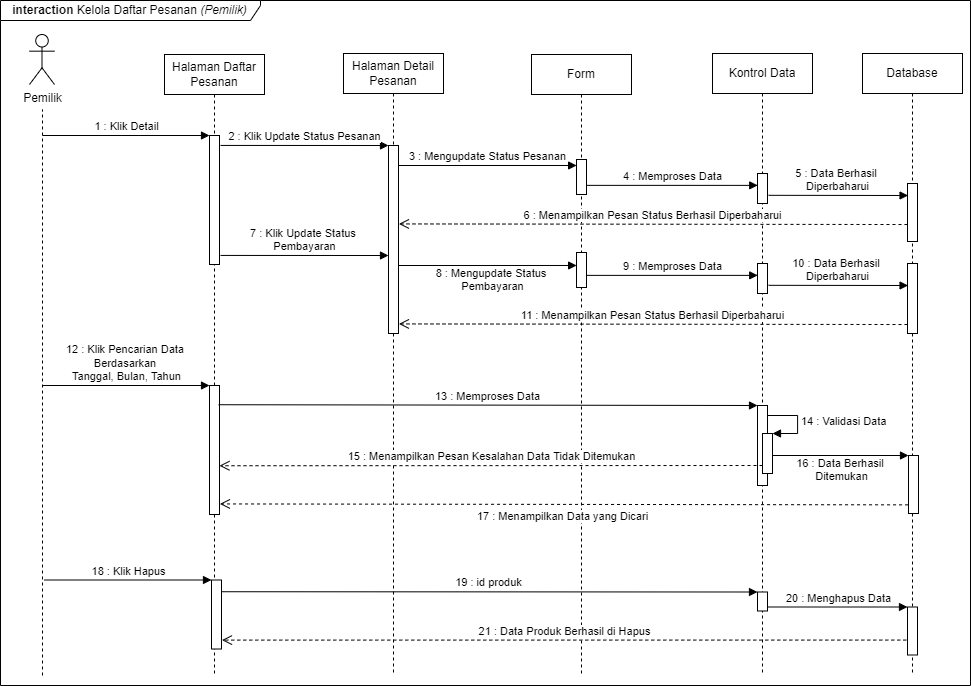 interaction Kelola Daftar Pesanan (Pemilik)
Pemilik
Halaman Daftar
Pesanan
Halaman Detail
Pesanan
Form
Kontrol Data
Database
1 : Klik Detail
2 : Klik Update Status Pesanan
3 : Mengupdate Status Pesanan
4 : Memproses Data
5 : Data Berhasil
Diperbaharui
6 : Menampilkan Pesan Status Berhasil Diperbaharui
7 : Klik Update Status
Pembayaran
8 : Mengupdate Status
Pembayaran
9 : Memproses Data
10 : Data Berhasil
Diperbaharui
11 : Menampilkan Pesan Status Berhasil Diperbaharui
12 : Klik Pencarian Data
Berdasarkan
Tanggal, Bulan, Tahun
13 : Memproses Data
14 : Validasi Data
15 : Menampilkan Pesan Kesalahan Data Tidak Ditemukan
16 : Data Berhasil
Ditemukan
17 : Menampilkan Data yang Dicari
18 : Klik Hapus
19 : id produk
20 : Menghapus Data
21 : Data Produk Berhasil di Hapus